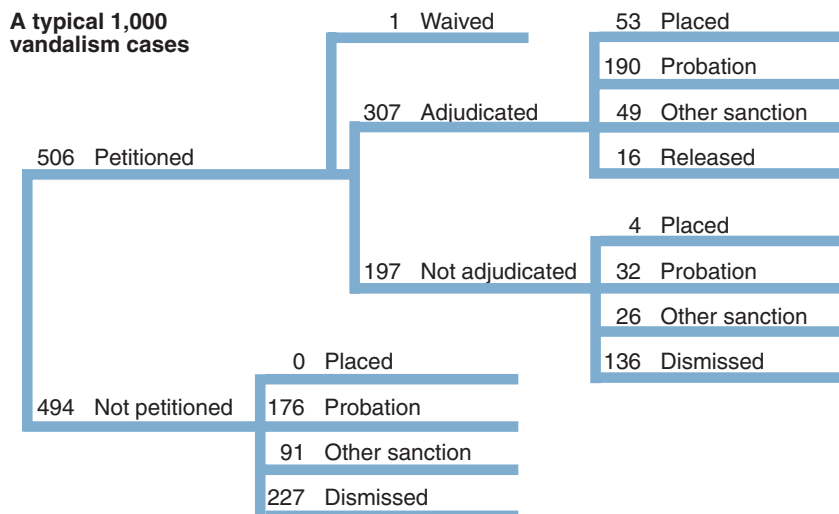 A typical 1,000
vandalism cases
1 Waived
53 Placed
190 Probation
307 Adjudicated
49 Other sanction
506 Petitioned
16 Released
4 Placed
197 Not adjudicated
32 Probation
26 Other sanction
0 Placed
136 Dismissed
494 Not petitioned
176 Probation
91 Other sanction
227 Dismissed